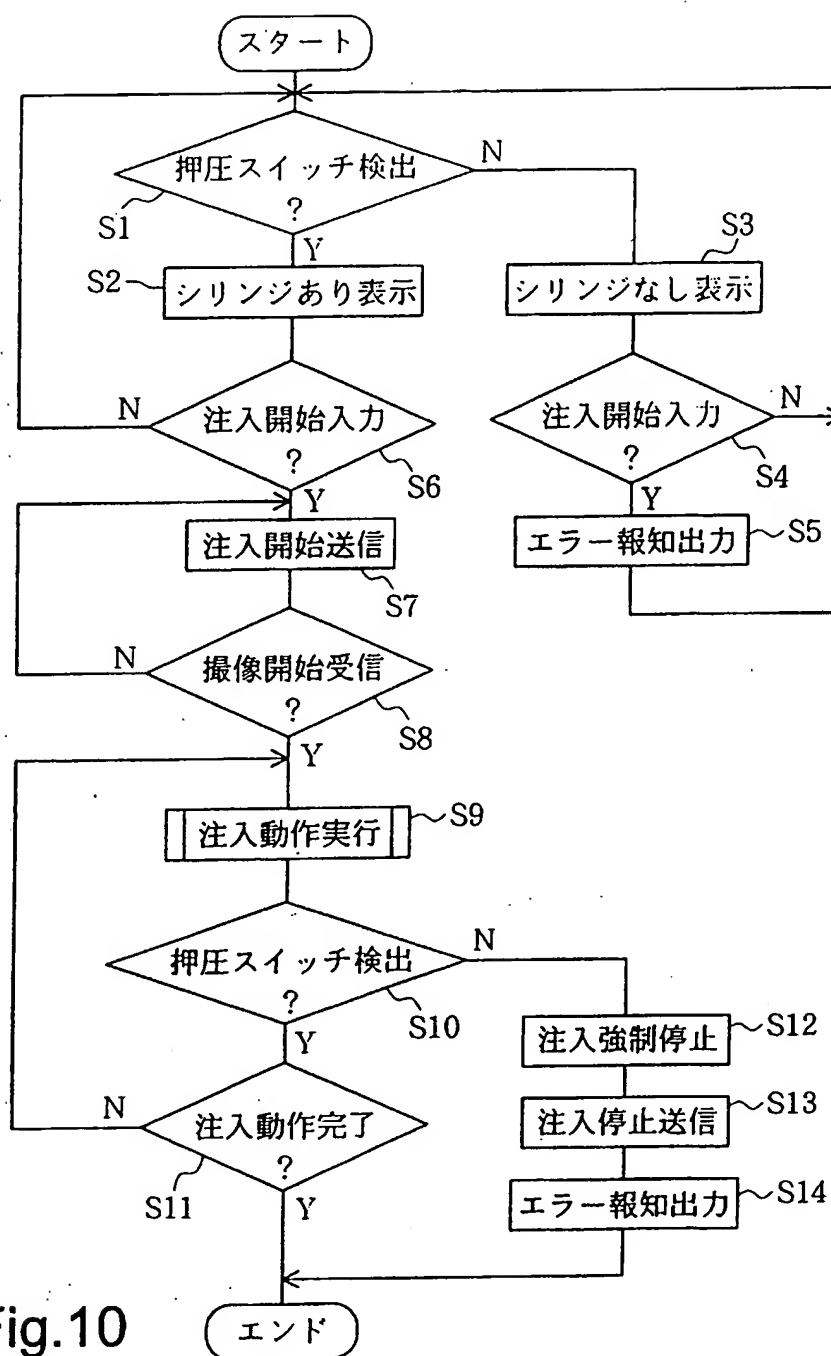 スタート
押圧スイッチ検出
?
N
S1
Y
S2
シリンジあり表示
S3
シリンジなし表示
N
注入開始入力
?
S6
Y
注入開始入力
?
N
S4
Y
エラー報知出力
S5
注入開始送信
S7
N
撮像開始受信
?
S8
Y
注入動作実行
S9
押圧スイッチ検出
?
N
S10
Y
注入強制停止
S12
N
注入動作完了
?
S11
Y
注入停止送信
S13
エラー報知出力
S14
エンド
Fig.10